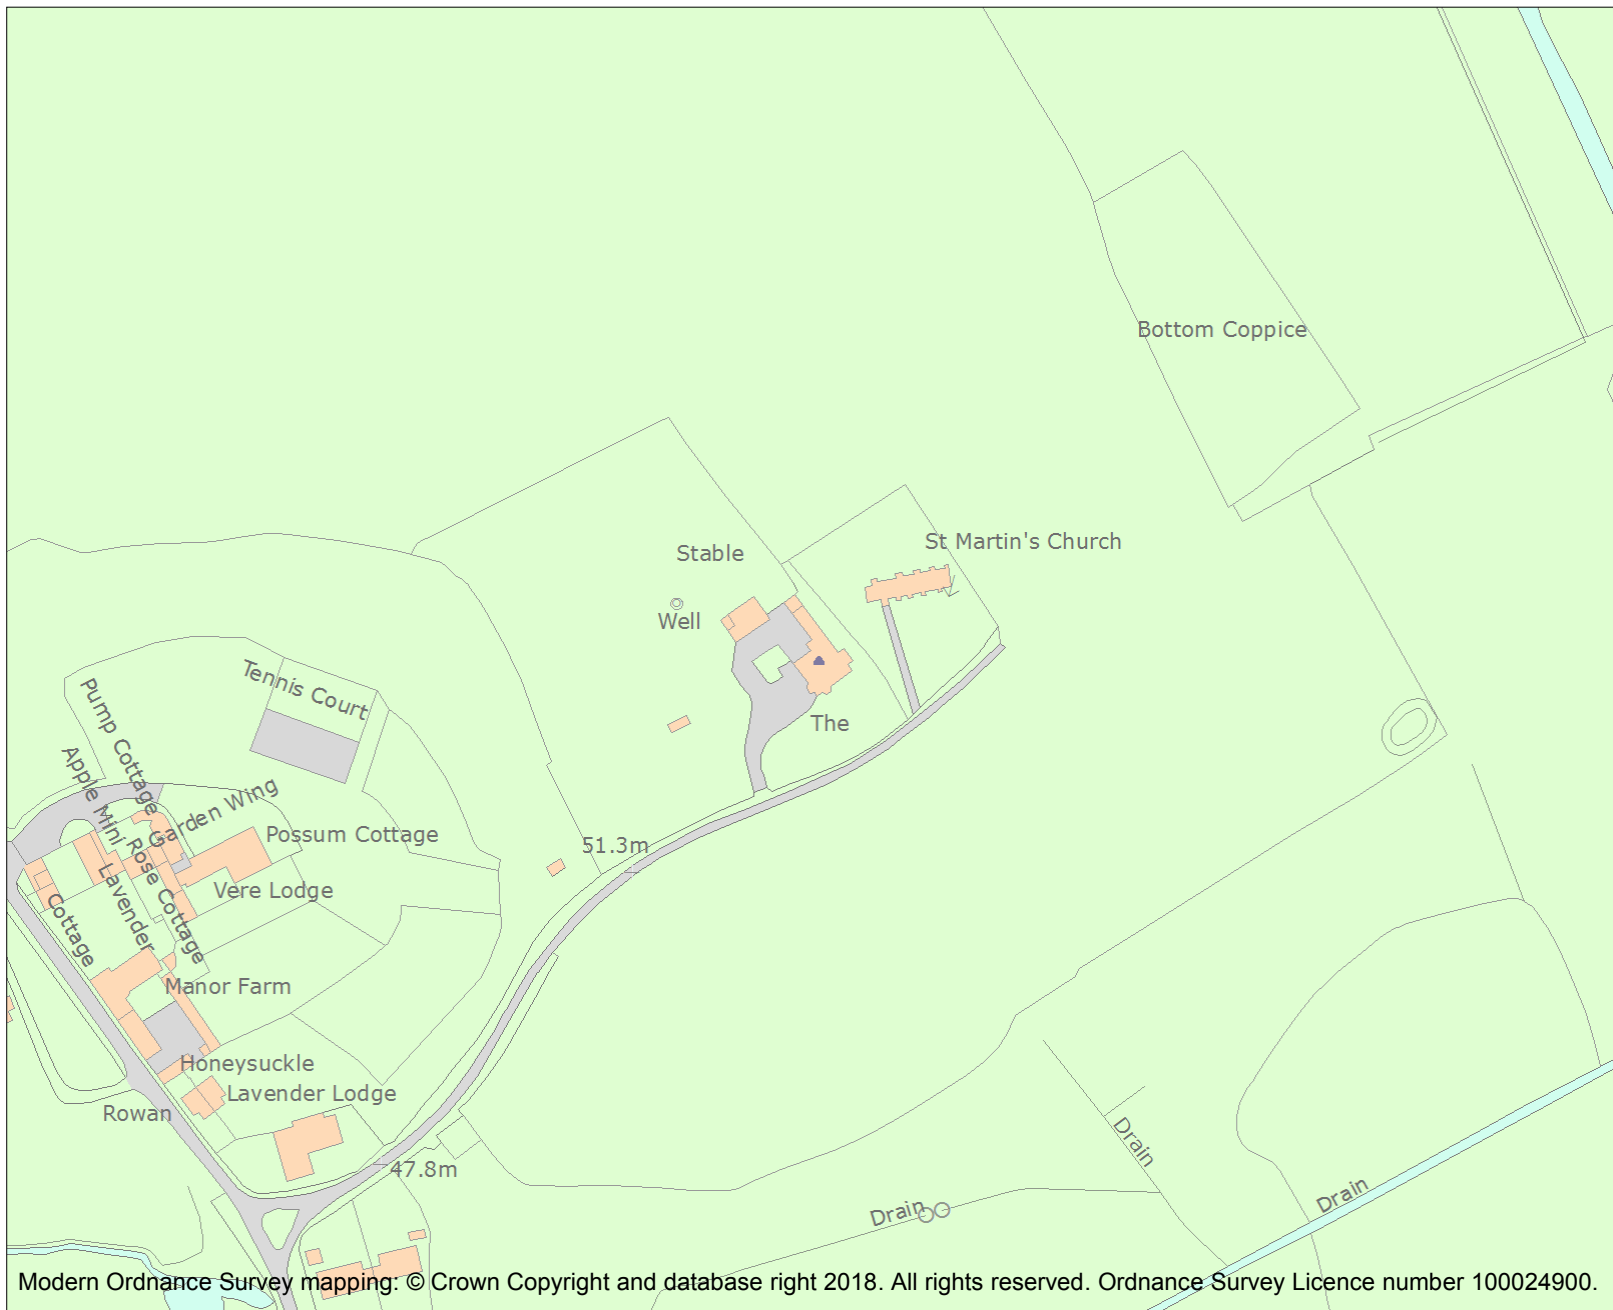 Bottom Coppice
St Martin's Church
Stable
Well
Tennis Court
The
Pump Cottage
Apple Mini
Garden Wing
Possum Cottage
51.3m
Rose Cottage
Vere Lodge
Lavender
Cottage
Manor Farm
Honeysuckle
Lavender Lodge
Rowan
Drain
47.8m
Drain
Drain
Modern Ordnance Survey mapping: © Crown Copyright and database right 2018. All rights reserved. Ordnance Survey Licence number 100024900.